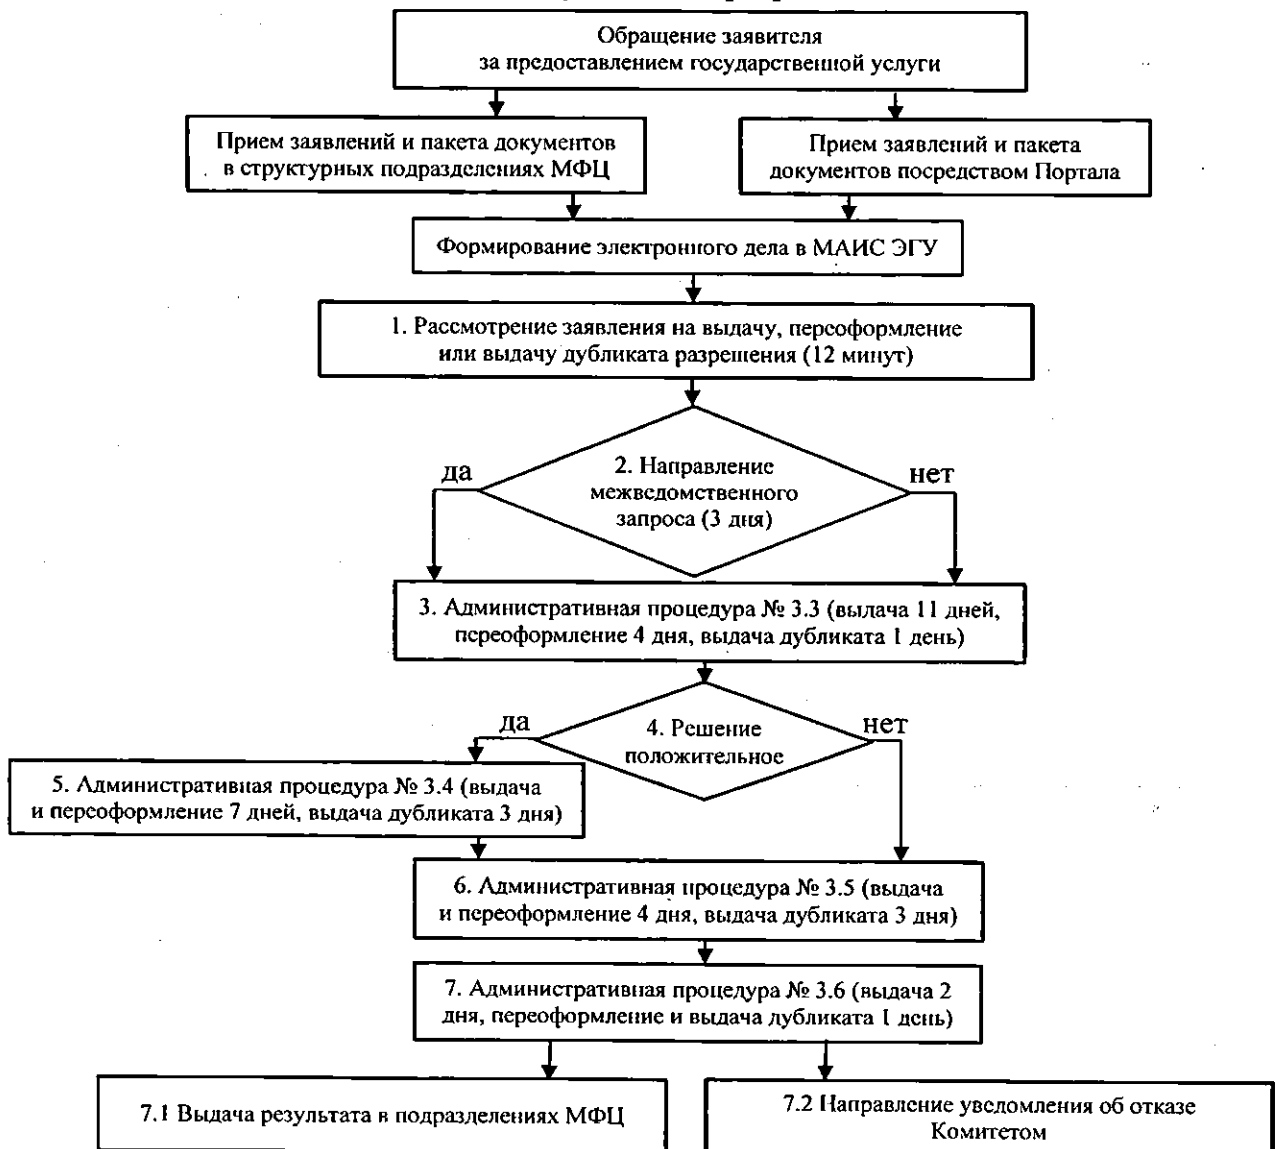 Обращение заявителя
за предоставлением государственной услуги
Прием заявлений и пакета документов
в структурных подразделениях МФЦ
Прием заявлений и пакета
документов посредством Портала
Формирование электронного дела в МАИС ЭГУ
1. Рассмотрение заявления на выдачу, переоформление
или выдачу дубликата разрешения (12 минут)
да
2. Направление
межведомственного
запроса (3 дня)
нет
3. Административная процедура № 3.3 (выдача 11 дней,
переоформление 4 дня, выдача дубликата 1 день)
да
4. Решение
положительное
нет
5. Административная процедура № 3.4 (выдача
и переоформление 7 дней, выдача дубликата 3 дня)
6. Административная процедура № 3.5 (выдача
и переоформление 4 дня, выдача дубликата 3 дня)
7. Административная процедура № 3.6 (выдача 2
дня, переоформление и выдача дубликата 1 день)
7.1 Выдача результата в подразделениях МФЦ
7.2 Направление уведомления об отказе
Комитетом